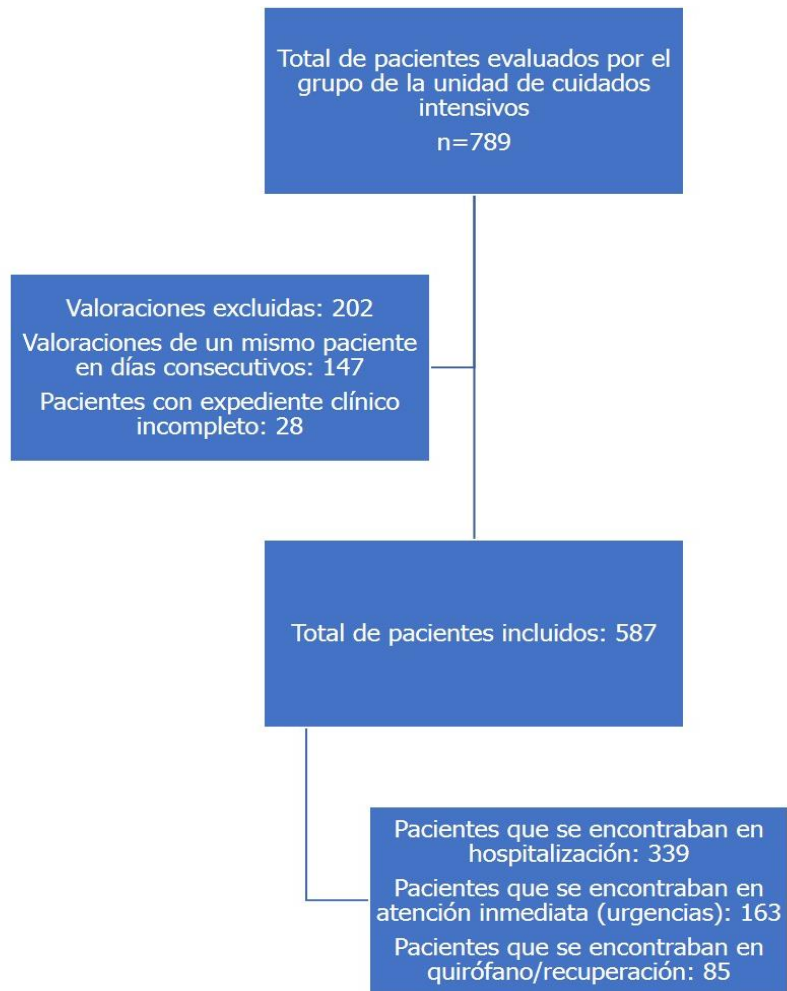 Total de pacientes evaluados por el
grupo de la unidad de cuidados
intensivos
n=789
Valoraciones excluidas: 202
Valoraciones de un mismo paciente
en días consecutivos: 147
Pacientes con expediente clínico
incompleto: 28
Total de pacientes incluidos: 587
Pacientes que se encontraban en
hospitalización: 339
Pacientes que se encontraban en
atención inmediata (urgencias): 163
Pacientes que se encontraban en
quirófano/recuperación: 85